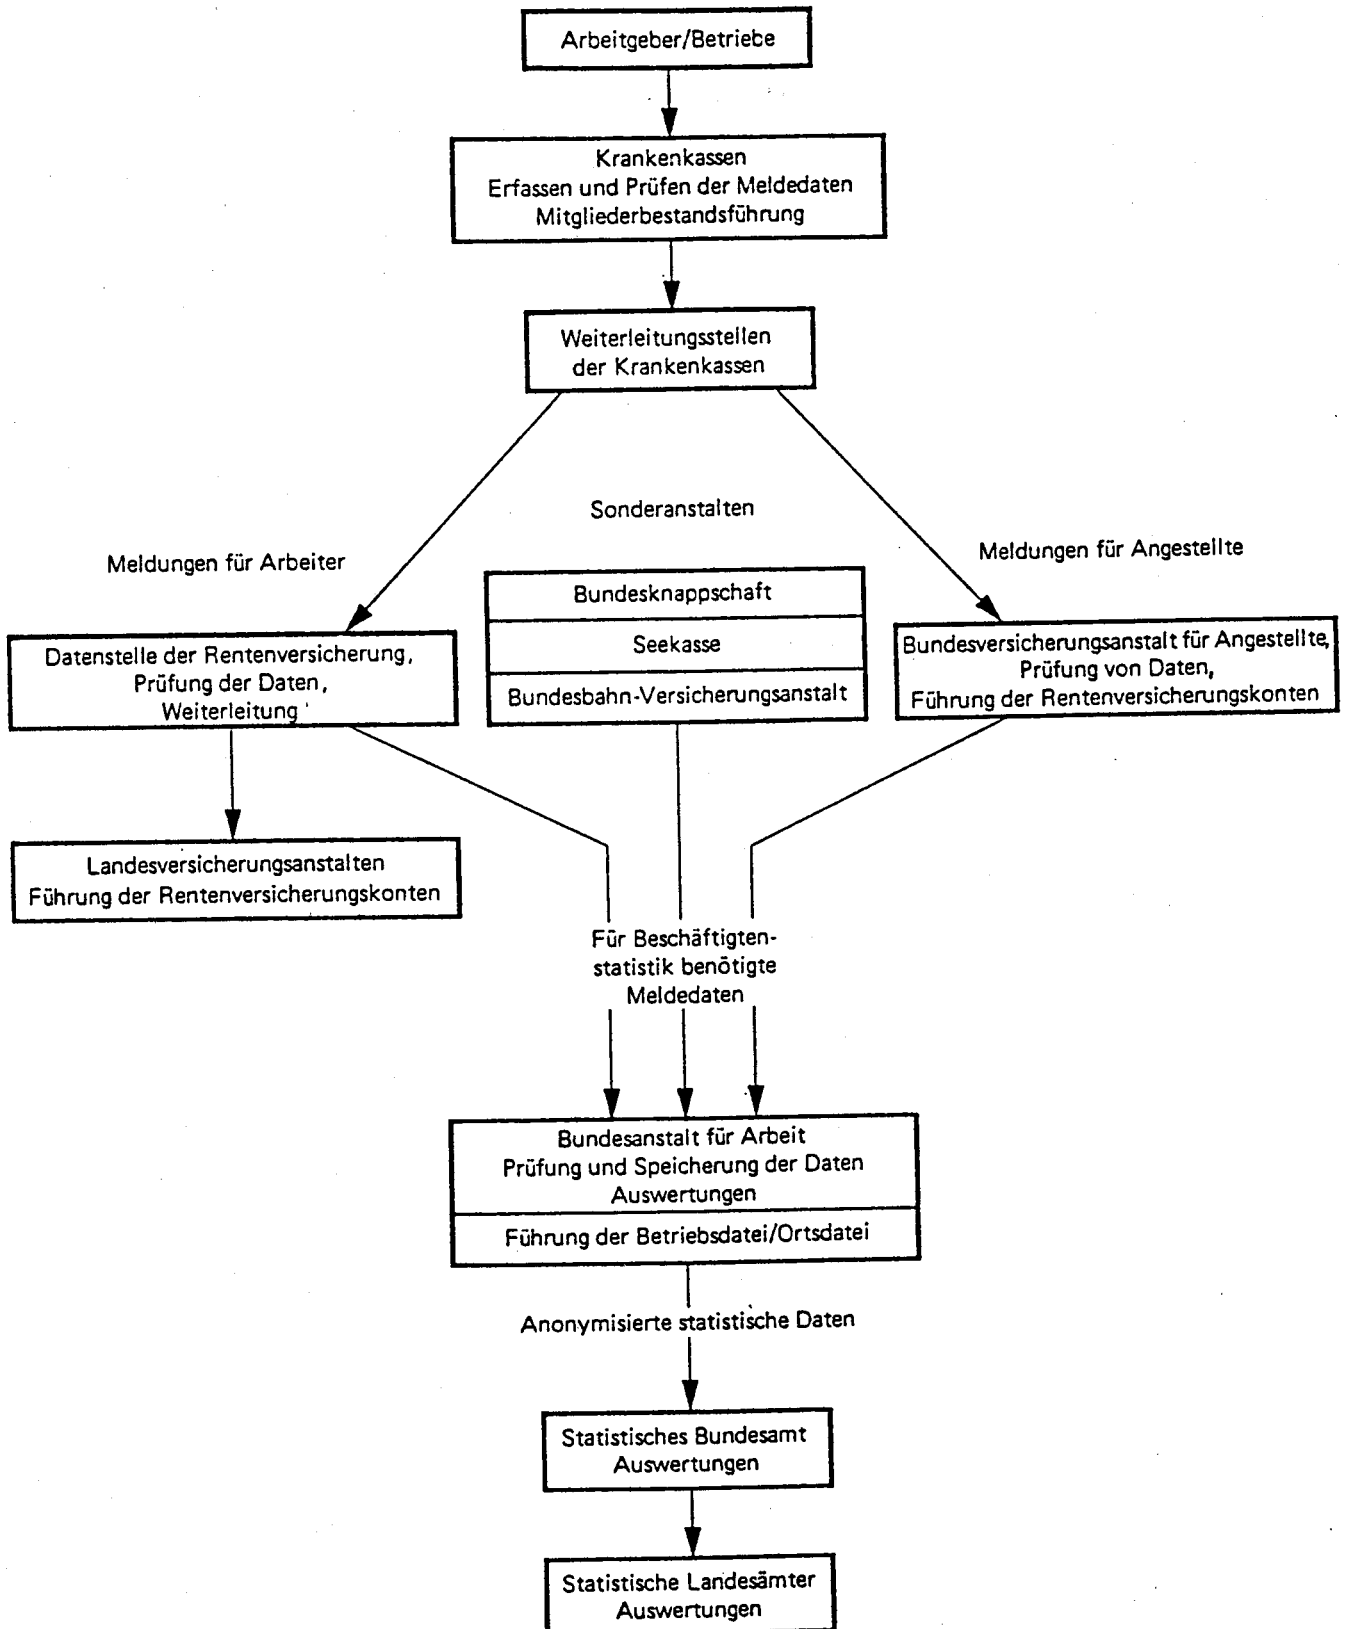 Arbeitgeber/Betriebe
Krankenkassen
Erfassen und Prüfen der Meldedaten
Mitgliederbestandsführung
Weiterleitungsstellen
der Krankenkassen
Sonderanstalten
Meldungen für Arbeiter
Meldungen für Angestellte
Datenstelle der Rentenversicherung,
Prüfung der Daten,
Weiterleitung
Bundesknappschaft
Seekasse
Bundesbahn-Versicherungsanstalt
Bundesversicherungsanstalt für Angestellte,
Prüfung von Daten,
Führung der Rentenversicherungskonten
Landesversicherungsanstalten
Führung der Rentenversicherungskonten
Für Beschäftigten-
statistik benötigte
Meldedaten
Bundesanstalt für Arbeit
Prüfung und Speicherung der Daten
Auswertungen
Führung der Betriebsdatei/Ortsdatei
Anonymisierte statistische Daten
Statistisches Bundesamt
Auswertungen
Statistische Landesämter
Auswertungen